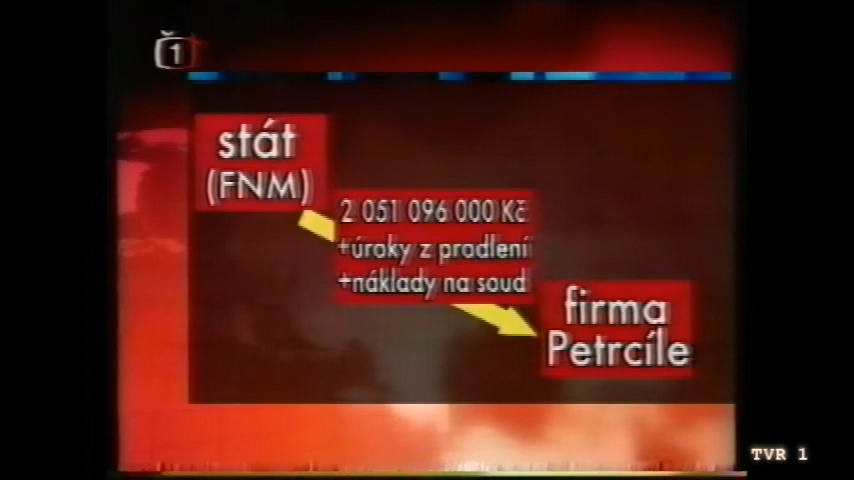 1
stát
(FNM)
2 051 096 000 Kč
+úroky z prodlení
+náklady na soud
firma
Petrcíle
TVR 1